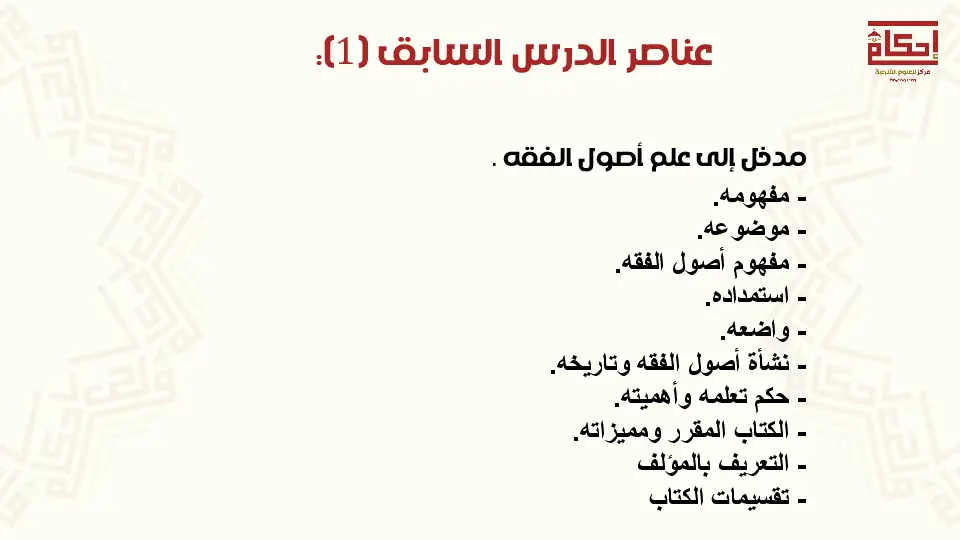 عناصر الدرس السابق (1):
إحكام
مركز للعلوم الشرعية
مدخل إلى علم أصول الفقه .
- مفهومه.
- موضوعه.
- مفهوم أصول الفقه.
- استمداده.
- واضعه.
- نشأة أصول الفقه وتاريخه.
- حكم تعلمه وأهميته.
- الكتاب المقرر ومميزاته.
- التعريف بالمؤلف
- تقسيمات الكتاب